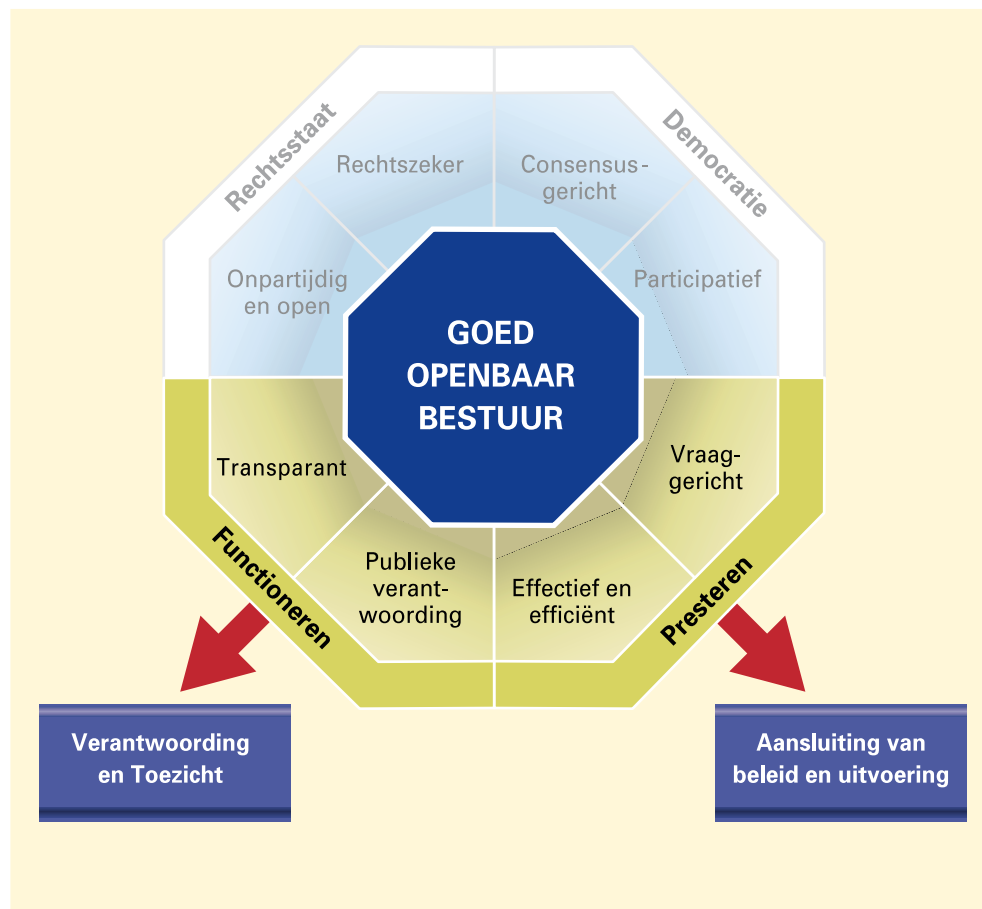 Rechtsstaat
Democratie
Rechtszeker
Consensus-
gericht
Onpartijdig
en open
Participatief
GOED
OPENBAAR
BESTUUR
Transparant
Vraag-
gericht
Publieke
verant-
woording
Effectief en
efficiënt
Functioneren
Presteren
Verantwoording
en Toezicht
Aansluiting van
beleid en uitvoering